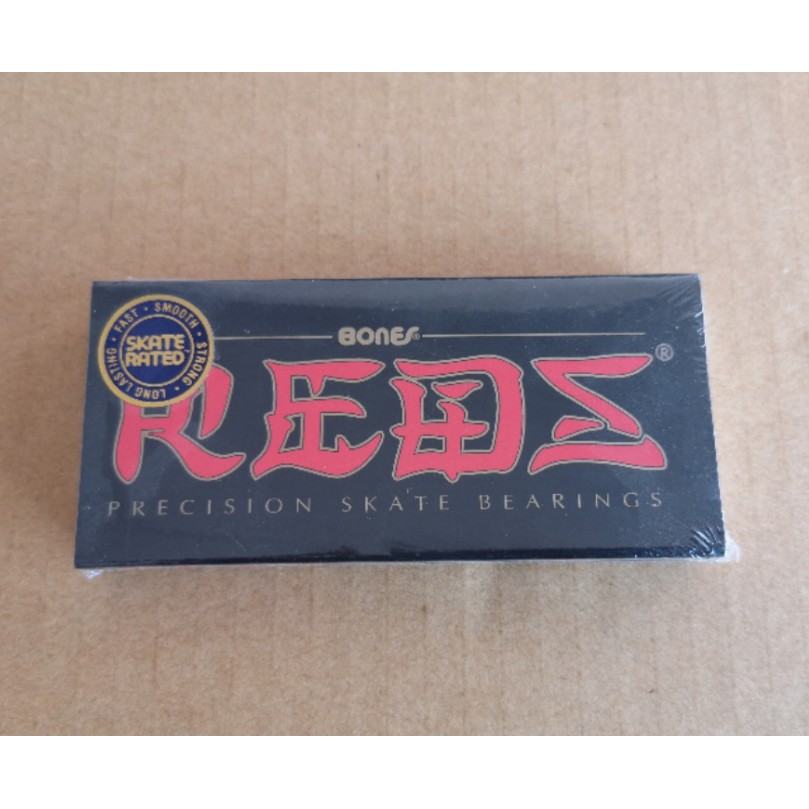 FAST • SMOOTH • STRONG • LONG LASTING •
SKATE
RATED
BONES®
REDS®
PRECISION SKATE BEARINGS